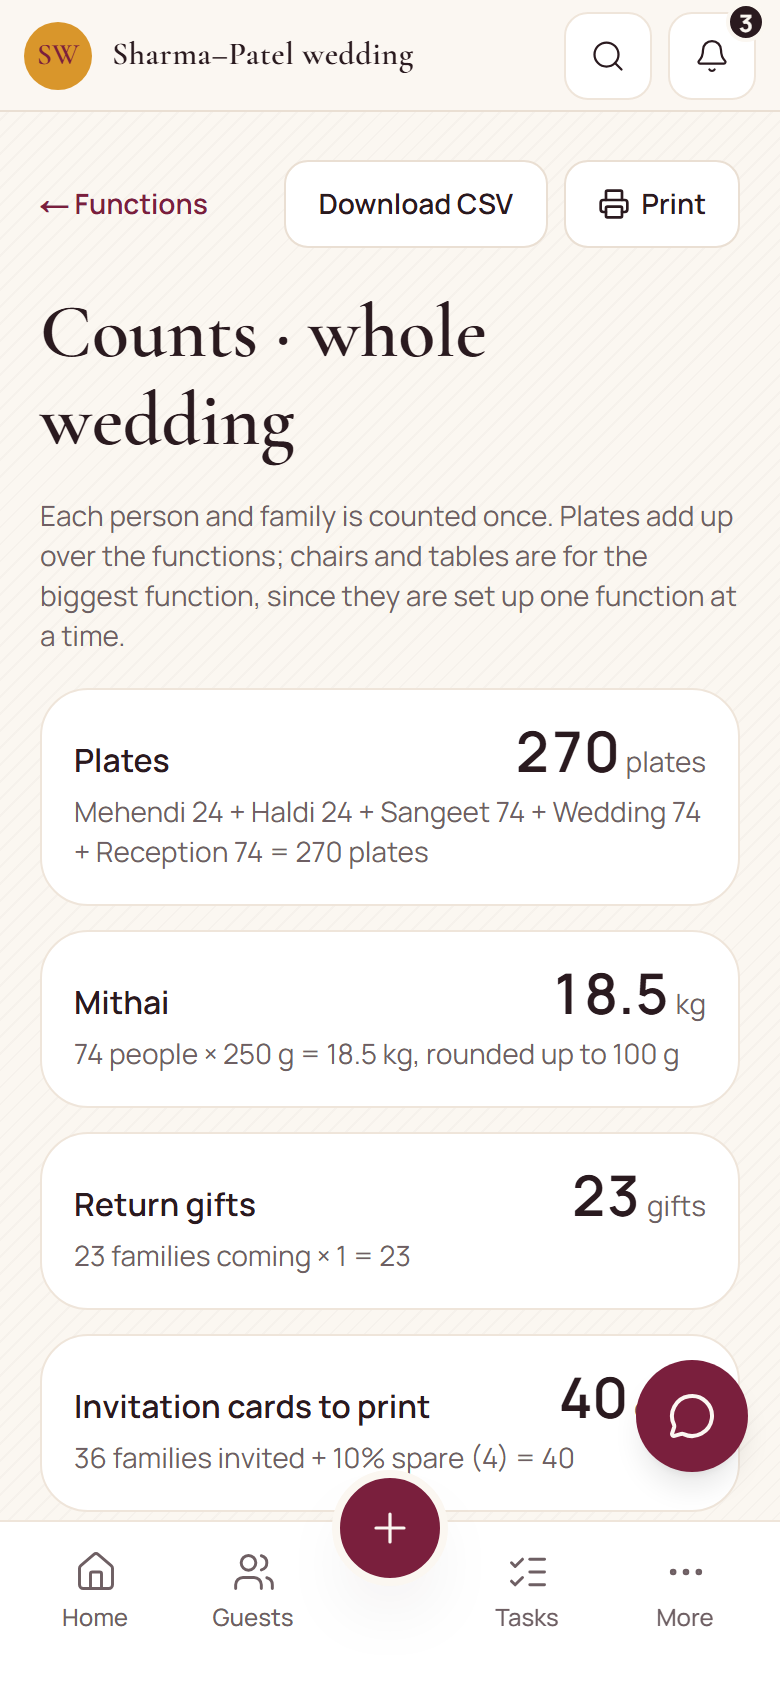 SW
Sharma–Patel wedding
3
← Functions
Download CSV
Print
Counts · whole
wedding
Each person and family is counted once. Plates add up
over the functions; chairs and tables are for the
biggest function, since they are set up one function at
a time.
Plates
270 plates
Mehendi 24 + Haldi 24 + Sangeet 74 + Wedding 74
+ Reception 74 = 270 plates
Mithai
18.5 kg
74 people × 250 g = 18.5 kg, rounded up to 100 g
Return gifts
23 gifts
23 families coming × 1 = 23
Invitation cards to print
40
36 families invited + 10% spare (4) = 40
Home
Guests
Tasks
More